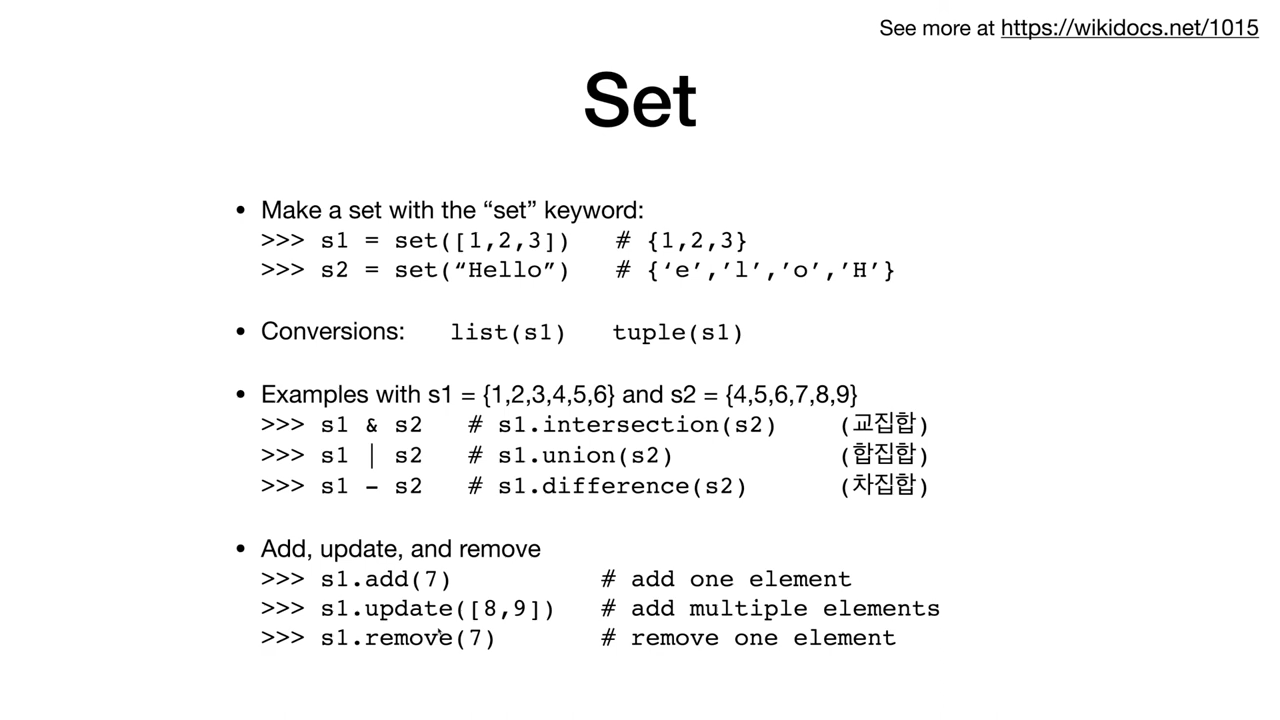 See more at https://wikidocs.net/1015
Set
• Make a set with the “set” keyword:
>>> s1 = set([1,2,3]) # {1,2,3}
>>> s2 = set(“Hello”) # {‘e’,’l’,’o’,’H’}
• Conversions: list(s1) tuple(s1)
• Examples with s1 = {1,2,3,4,5,6} and s2 = {4,5,6,7,8,9}
>>> s1 & s2 # s1.intersection(s2) (교집합)
>>> s1 | s2 # s1.union(s2) (합집합)
>>> s1 - s2 # s1.difference(s2) (차집합)
• Add, update, and remove
>>> s1.add(7) # add one element
>>> s1.update([8,9]) # add multiple elements
>>> s1.remove(7) # remove one element